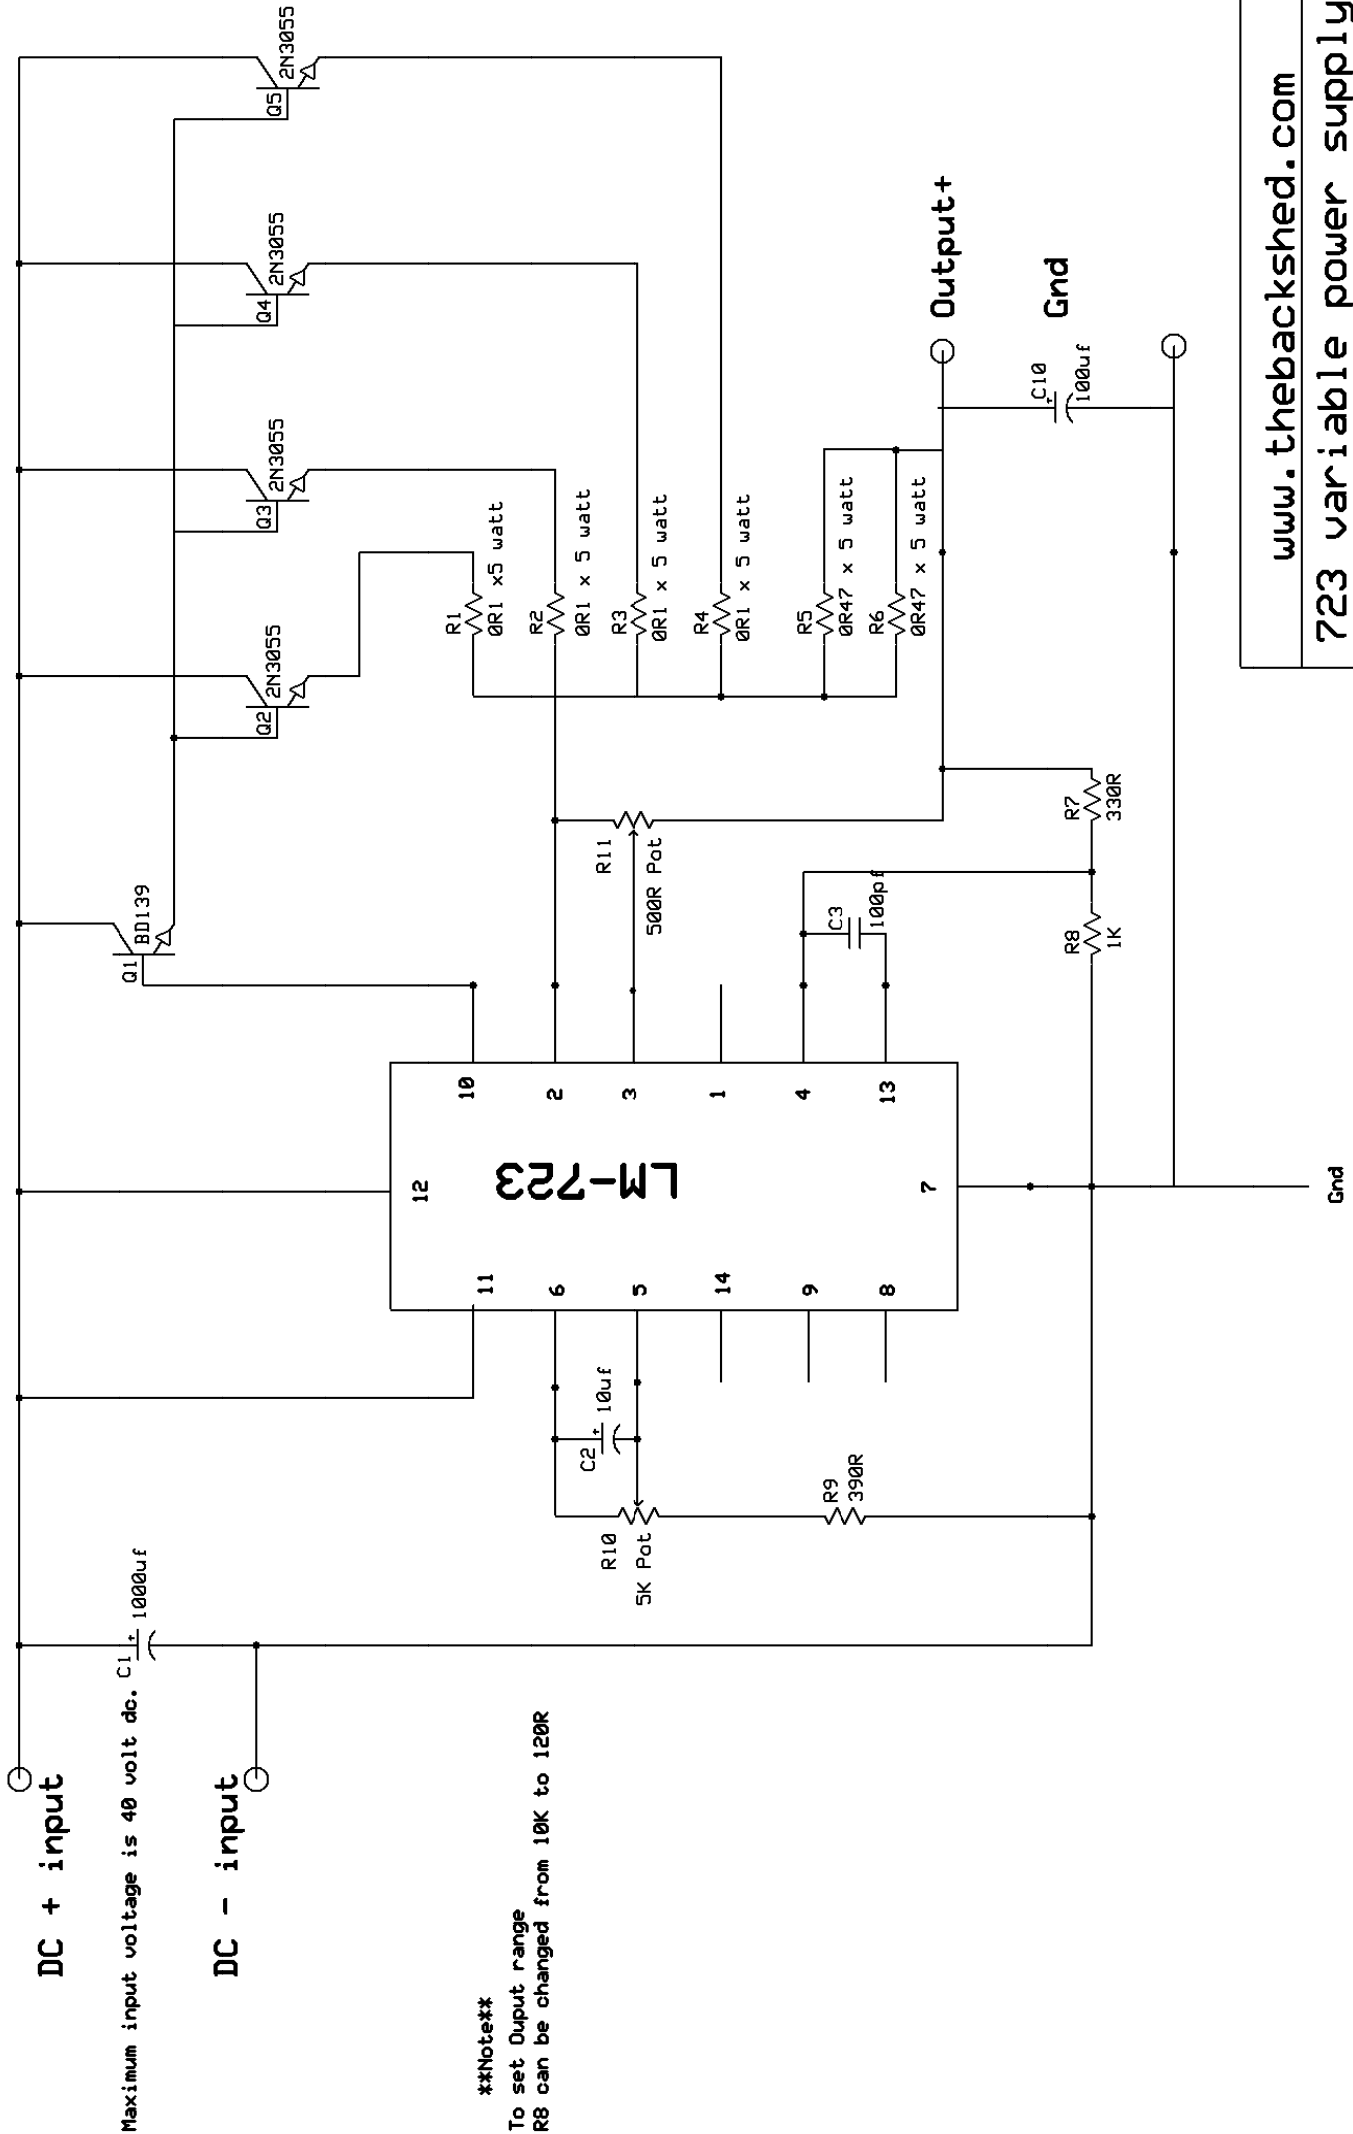 DC + input
Maximum input voltage is 40 volt dc.
DC - input
C1
+
1000uf
**Note**
To set Ouput range
R8 can be changed from 10K to 120R
Q1
BD139
Q2
2N3055
Q3
2N3055
Q4
2N3055
Q5
2N3055
LM-723
12
11
6
5
14
9
8
10
2
3
1
4
13
7
C2
+
10uf
R10
5K Pot
R9
390R
R11
500R Pot
C3
100pf
R1
0R1 x5 watt
R2
0R1 x 5 watt
R3
0R1 x 5 watt
R4
0R1 x 5 watt
R5
0R47 x 5 watt
R6
0R47 x 5 watt
R7
330R
R8
1K
Output+
C10
+
100uf
Gnd
Gnd
www.thebackshed.com
723 variable power supply